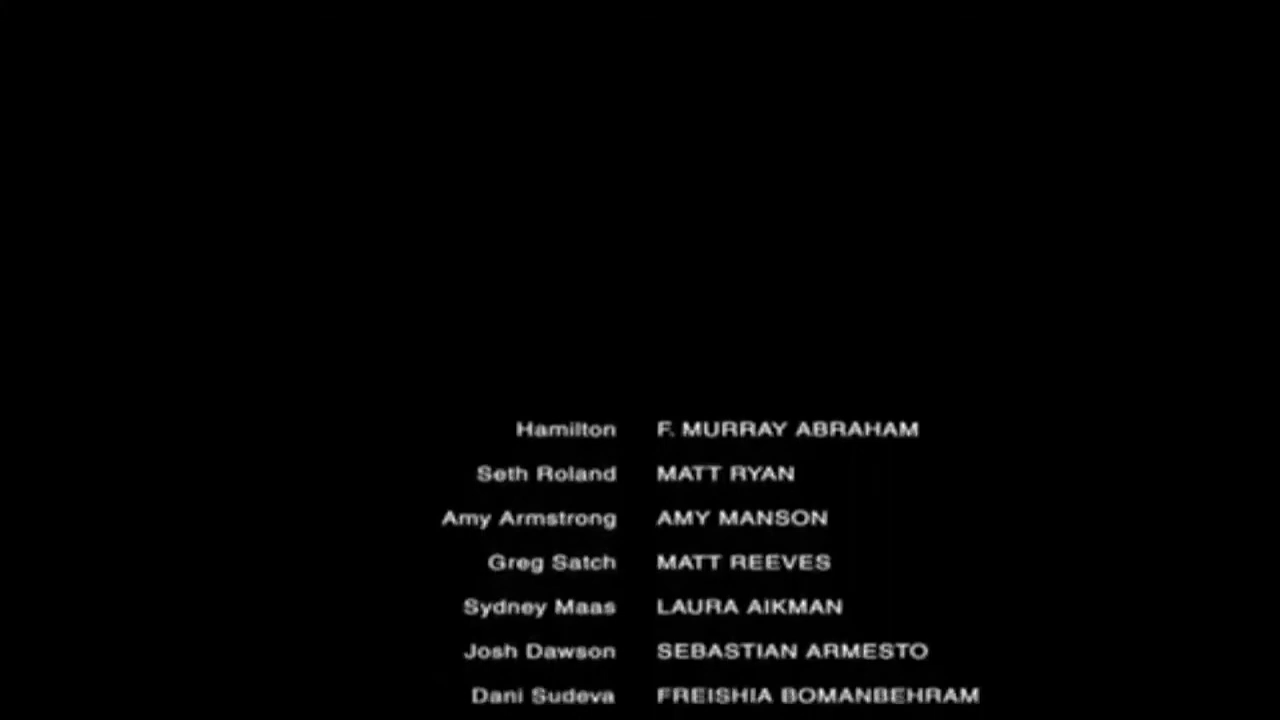 Hamilton F. MURRAY ABRAHAM
Seth Roland MATT RYAN
Amy Armstrong AMY MANSON
Greg Satch MATT REEVES
Sydney Maas LAURA AIKMAN
Josh Dawson SEBASTIAN ARMESTO
Dani Sudeva FREISHIA BOMANBEHRAM